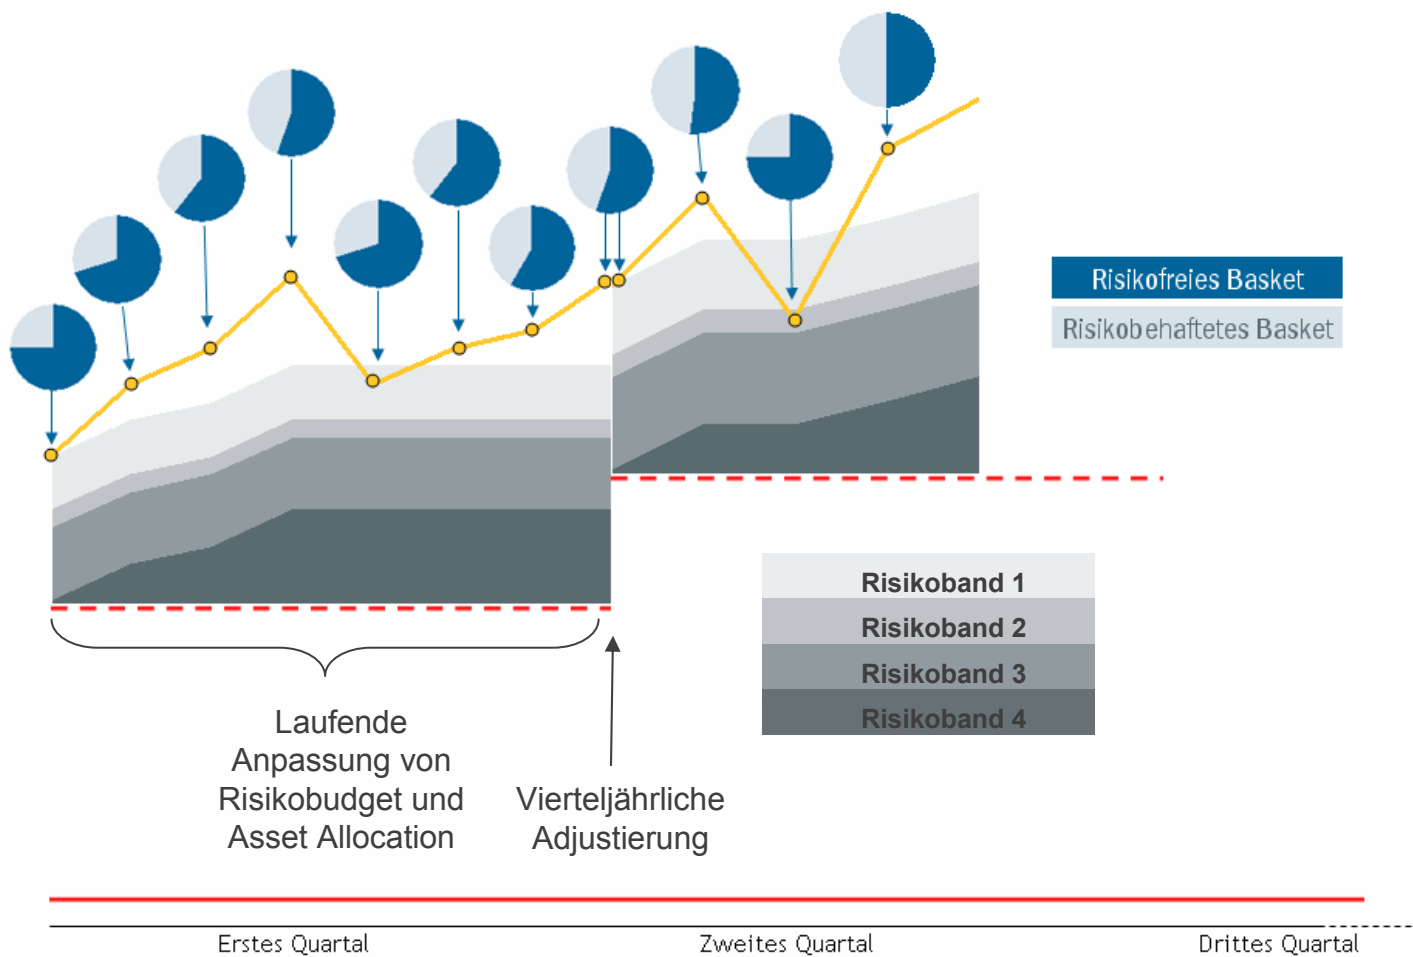 Risikofreies Basket
Risikobehaftetes Basket
Risikoband 1
Risikoband 2
Risikoband 3
Risikoband 4
Laufende
Anpassung von
Risikobudget und
Asset Allocation
Vierteljährliche
Adjustierung
Erstes Quartal
Zweites Quartal
Drittes Quartal